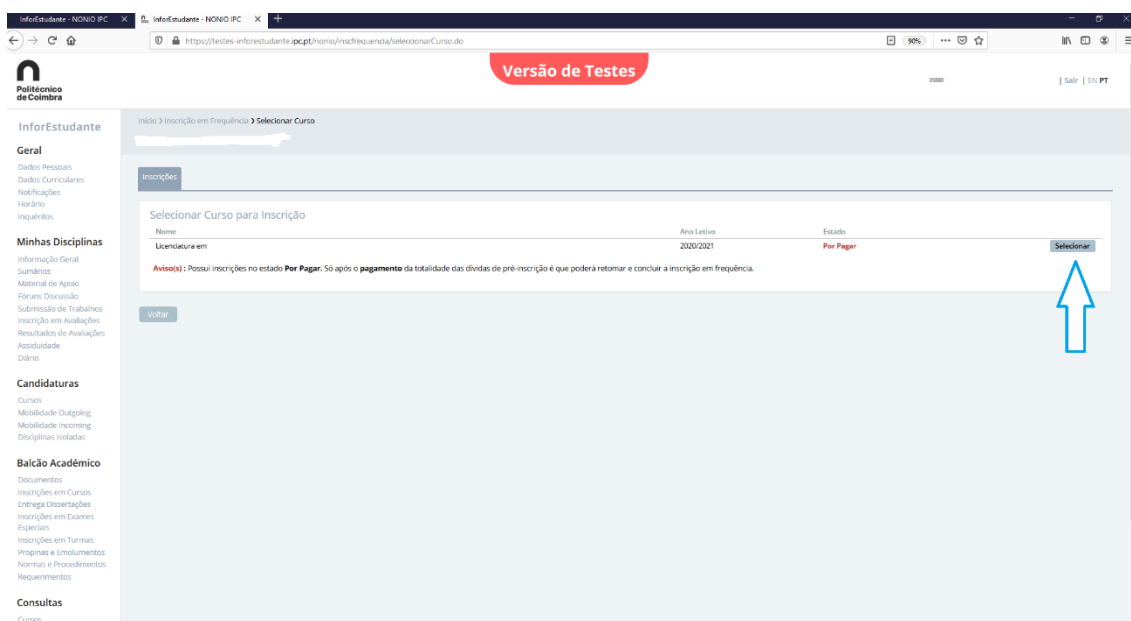 InforEstudante - NONIO IPC
InforEstudante - NONIO IPC
https://testes-inforestudante.ipc.pt/nonio/inscfrequencia/selecionarCurso.do
90%
Politécnico
de Coimbra
Versão de Testes
| Sair | EN PT
InforEstudante
Início > Inscrição em Frequência > Selecionar Curso
Geral
Dados Pessoais
Dados Curriculares
Notificações
Horário
Inquéritos
Inscrições
Selecionar Curso para Inscrição
Nome Ano Letivo Estado
Licenciatura em 2020/2021 Por Pagar Selecionar
Aviso(s) : Possui inscrições no estado Por Pagar. Só após o pagamento da totalidade das dívidas de pré-inscrição é que poderá retomar e concluir a inscrição em frequência.
Voltar
Minhas Disciplinas
Informação Geral
Sumários
Material de Apoio
Fóruns Discussão
Submissão de Trabalhos
Inscrição em Avaliações
Resultados de Avaliações
Assiduidade
Diário
Candidaturas
Cursos
Mobilidade Outgoing
Mobilidade Incoming
Disciplinas Isoladas
Balcão Académico
Documentos
Inscrições em Cursos
Entrega Dissertações
Inscrições em Exames
Especiais
Inscrições em Turmas
Propinas e Emolumentos
Normas e Procedimentos
Requerimentos
Consultas
Cursos